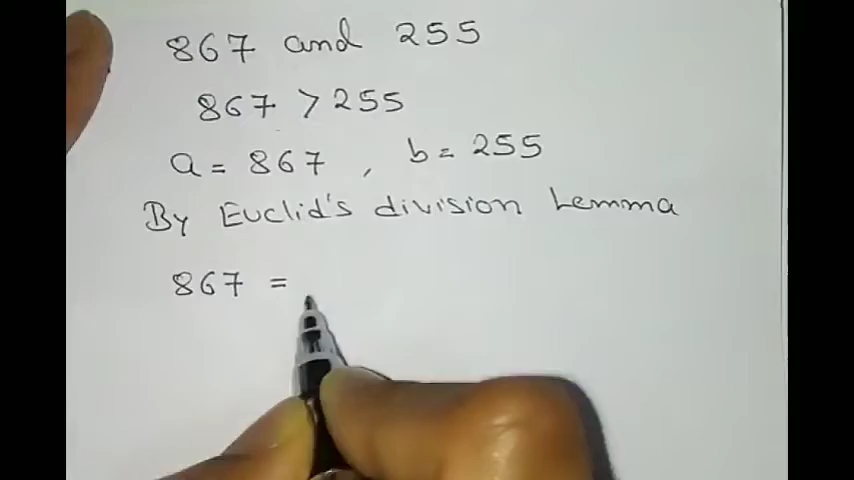 867 and 255
867 > 255
a = 867 , b = 255
By Euclid's division Lemma
867 =